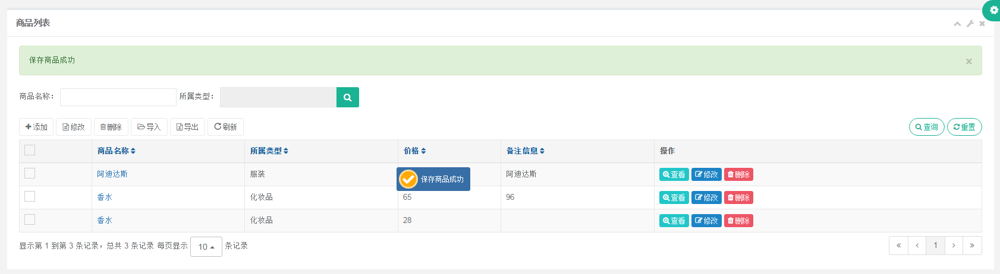 商品列表
保存商品成功 ×
商品名称： 所属类型：
添加 修改 删除 导入 导出 刷新 查询 重置
商品名称 所属类型 价格 备注信息 操作
阿迪达斯 服装 阿迪达斯 查看 修改 删除
保存商品成功
香水 化妆品 65 96 查看 修改 删除
香水 化妆品 28 查看 修改 删除
显示第 1 到第 3 条记录，总共 3 条记录 每页显示 10 条记录 « ‹ 1 › »